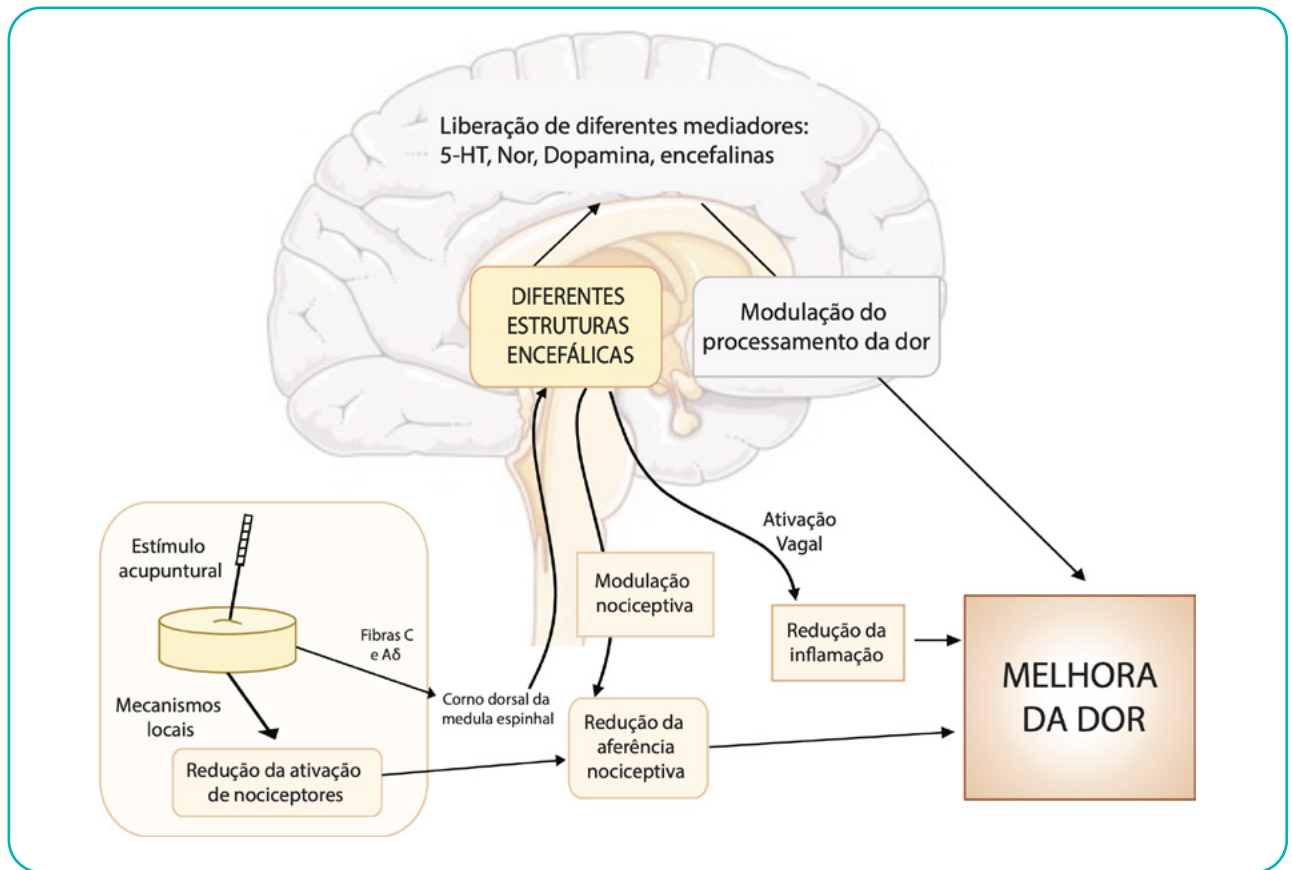 Liberação de diferentes mediadores:
5-HT, Nor, Dopamina, encefalinas
DIFERENTES
ESTRUTURAS
ENCEFÁLICAS
Modulação do
processamento da dor
Estímulo
acupuntural
Fibras C
e Aδ
Mecanismos
locais
Corno dorsal da
medula espinhal
Redução da ativação
de nociceptores
Modulação
nociceptiva
Redução da
aferência
nociceptiva
Ativação
Vagal
Redução da
inflamação
MELHORA
DA DOR